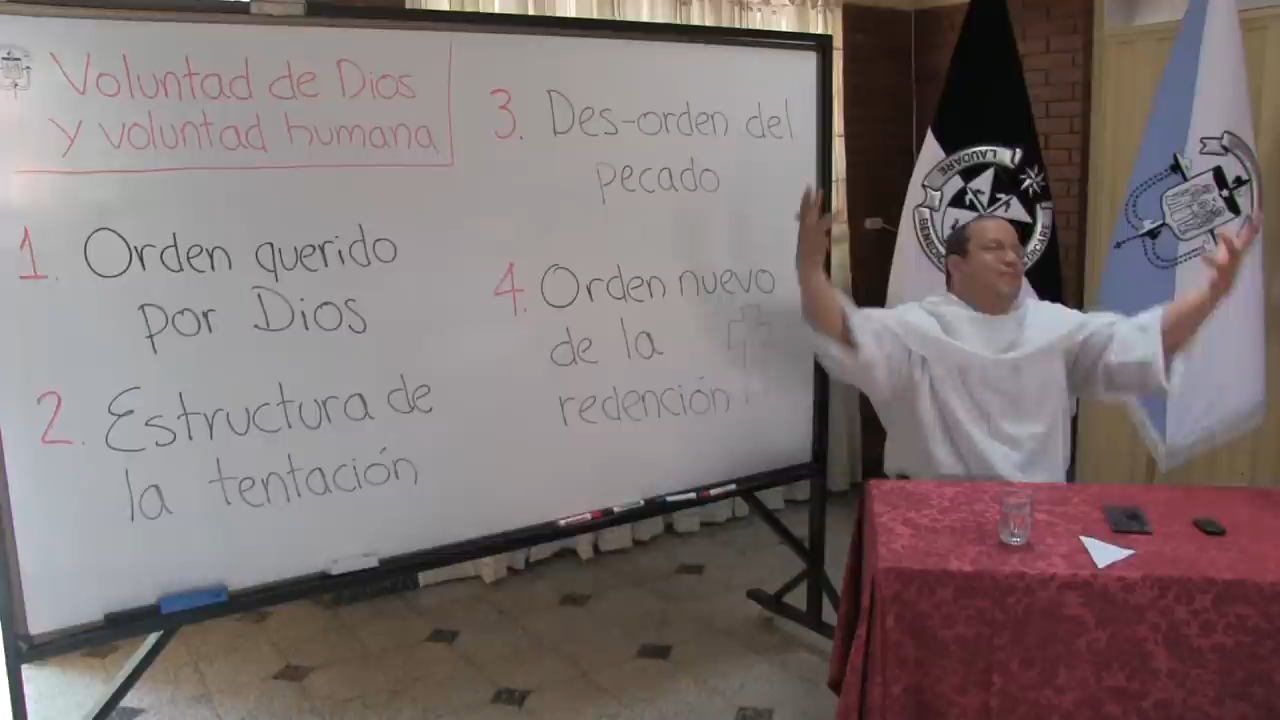 Voluntad de Dios
y voluntad humana
1. Orden querido
por Dios
2. Estructura de
la tentación
3. Des-orden del
pecado
4. Orden nuevo
de la
redención
LAUDARE